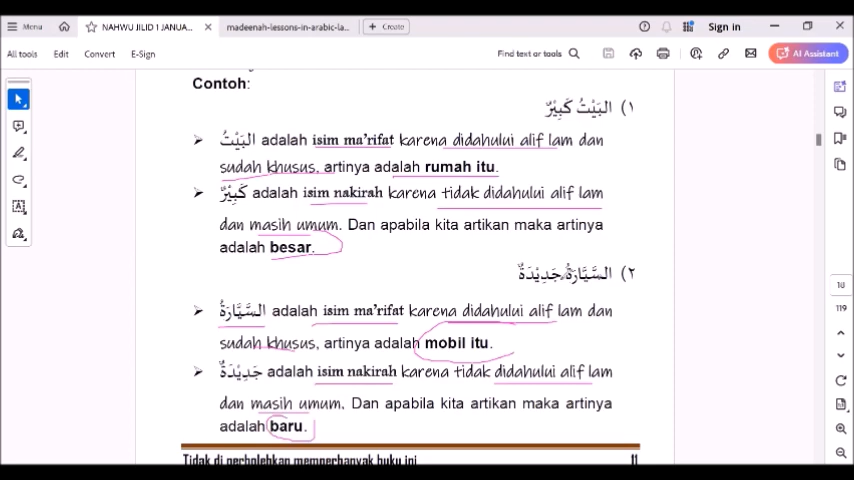 Menu
NAHWU JILID 1 JANUA...
madeenah-lessons-in-arabic-la...
+ Create
Sign in
All tools
Edit
Convert
E-Sign
Find text or tools
AI Assistant
Contoh:
١) البَيْتُ كَبِيْرٌ
➢ البَيْتُ adalah isim ma'rifat karena didahului alif lam dan
sudah khusus, artinya adalah rumah itu.
➢ كَبِيْرٌ adalah isim nakirah karena tidak didahului alif lam
dan masih umum. Dan apabila kita artikan maka artinya
adalah besar.
٢) السَّيَّارَةُ جَدِيْدَةٌ
➢ السَّيَّارَةُ adalah isim ma'rifat karena didahului alif lam dan
sudah khusus, artinya adalah mobil itu.
➢ جَدِيْدَةٌ adalah isim nakirah karena tidak didahului alif lam
dan masih umum. Dan apabila kita artikan maka artinya
adalah baru.
Tidak di perbolehkan memperbanyak buku ini
11
18
119